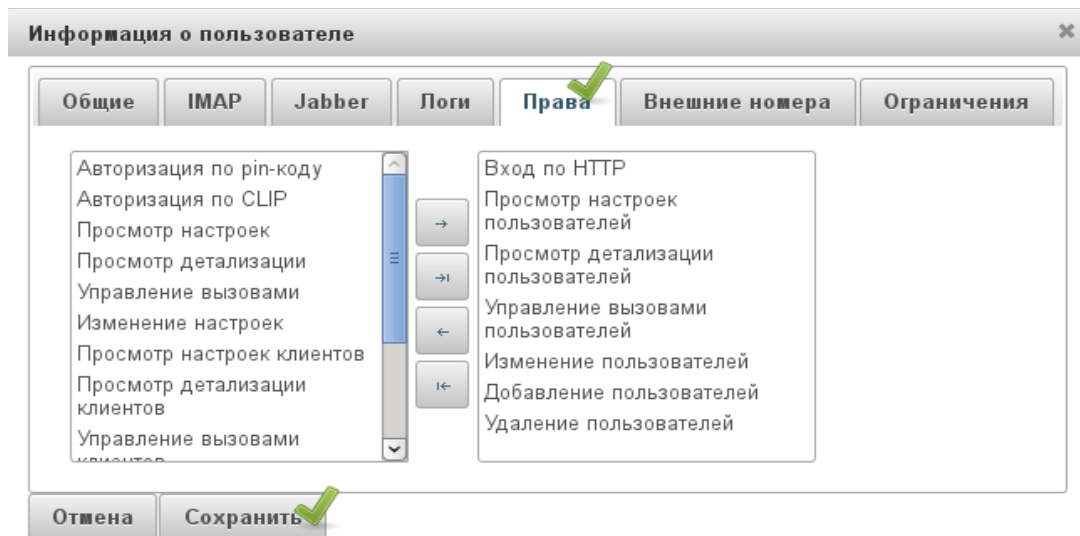 Информация о пользователе
Общие
IMAP
Jabber
Логи
Права
Внешние номера
Ограничения
Авторизация по pin-коду
Авторизация по CLIP
Просмотр настроек
Просмотр детализации
Управление вызовами
Изменение настроек
Просмотр настроек клиентов
Просмотр детализации
клиентов
Управление вызовами
клиентов
Вход по HTTP
Просмотр настроек
пользователей
Просмотр детализации
пользователей
Управление вызовами
пользователей
Изменение пользователей
Добавление пользователей
Удаление пользователей
Отмена
Сохранить